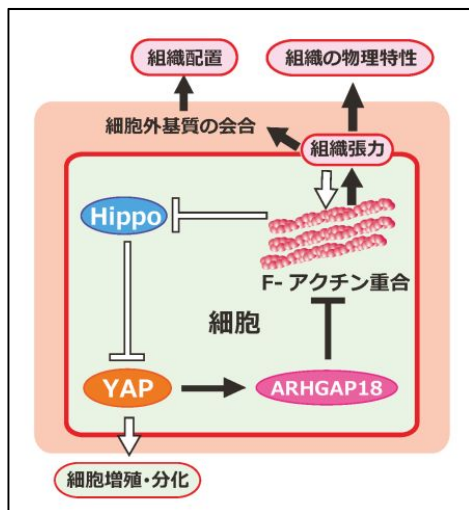 組織配置
組織の物理特性
細胞外基質の会合
組織張力
Hippo
F-アクチン重合
細胞
YAP
ARHGAP18
細胞増殖・分化